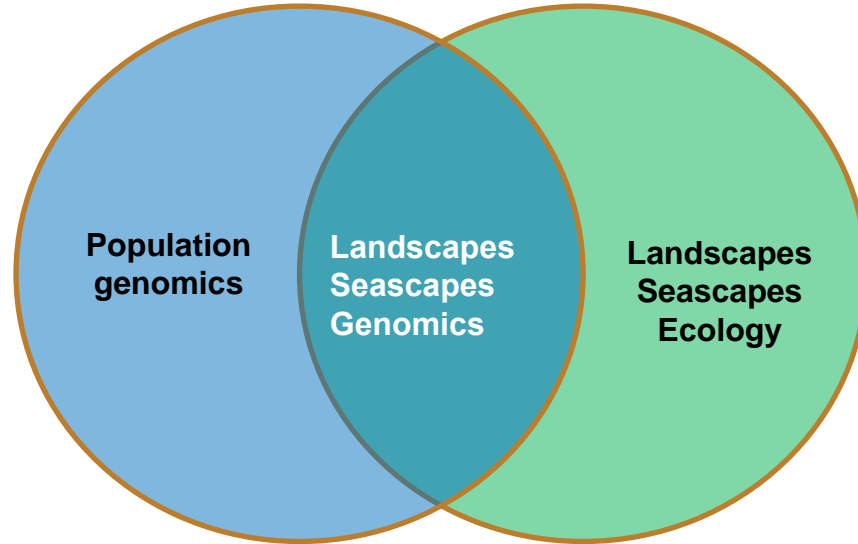 Population
genomics
Landscapes
Seascapes
Genomics
Landscapes
Seascapes
Ecology